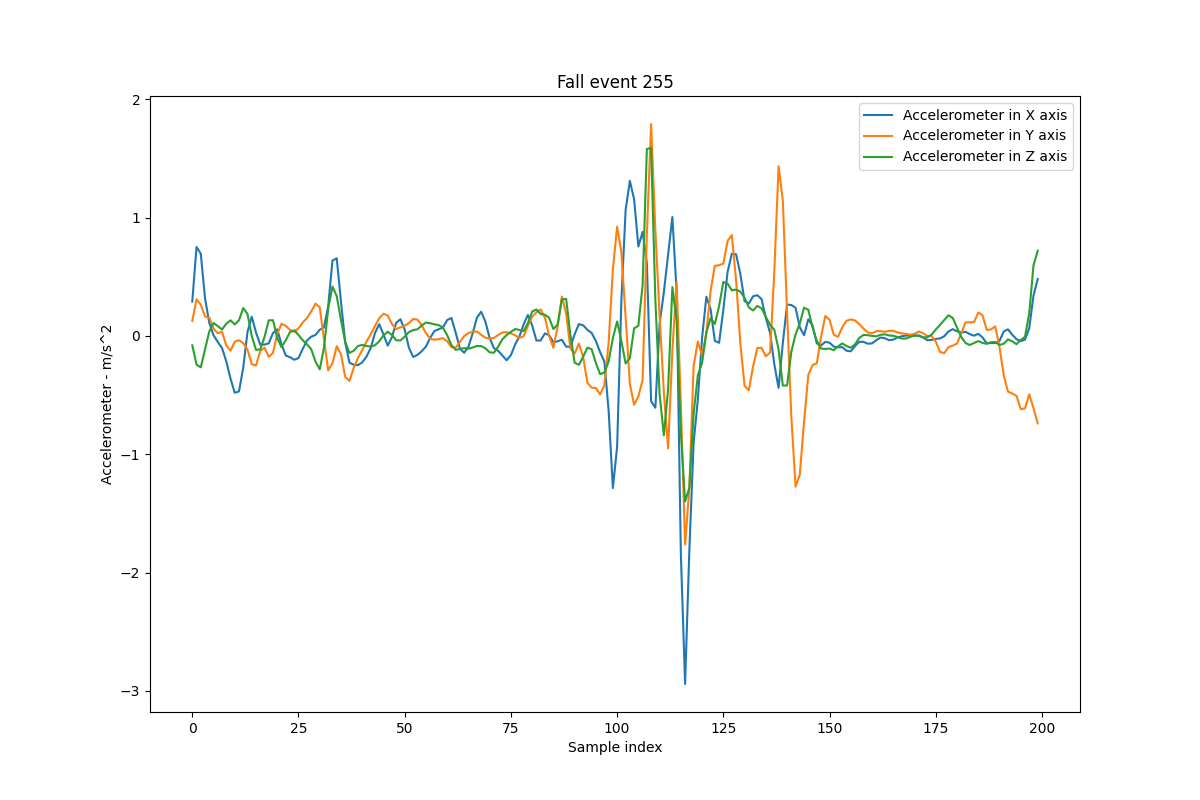 Fall event 255
Accelerometer in X axis
Accelerometer in Y axis
Accelerometer in Z axis
Accelerometer - m/s^2
2
1
0
−1
−2
−3
0 25 50 75 100 125 150 175 200
Sample index